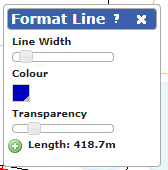 Format Line ?
Line Width
Colour
Transparency
Length: 418.7m